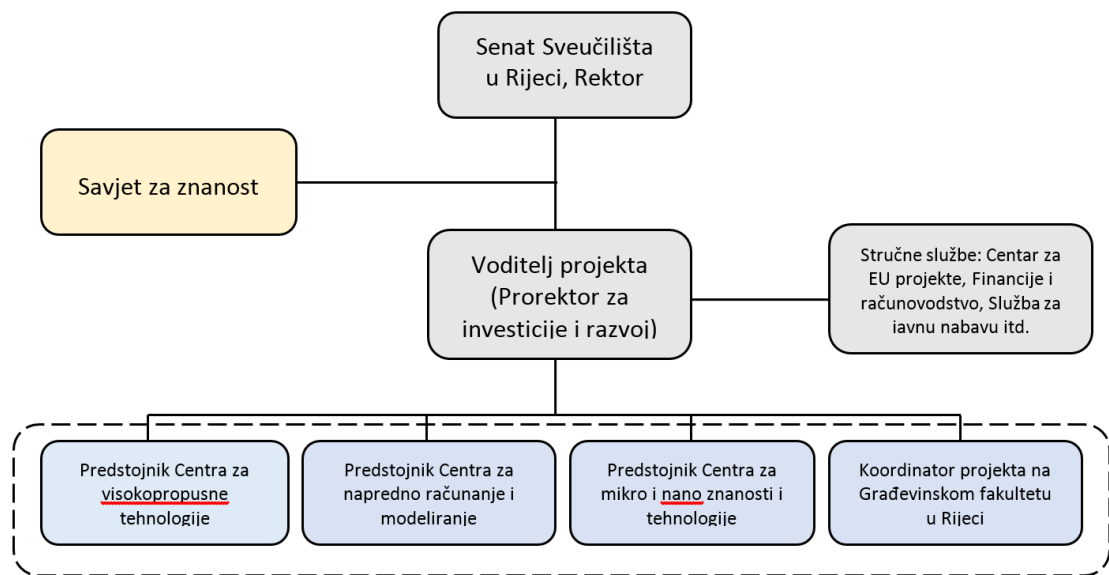 Senat Sveučilišta
u Rijeci, Rektor
Savjet za znanost
Voditelj projekta
(Prorektor za
investicije i razvoj)
Stručne službe: Centar za
EU projekte, Financije i
računovodstvo, Služba za
javnu nabavu itd.
Predstojnik Centra za
visokopropusne
tehnologije
Predstojnik Centra za
napredno računanje i
modeliranje
Predstojnik Centra za
mikro i nano znanosti i
tehnologije
Koordinator projekta na
Građevinskom fakultetu
u Rijeci